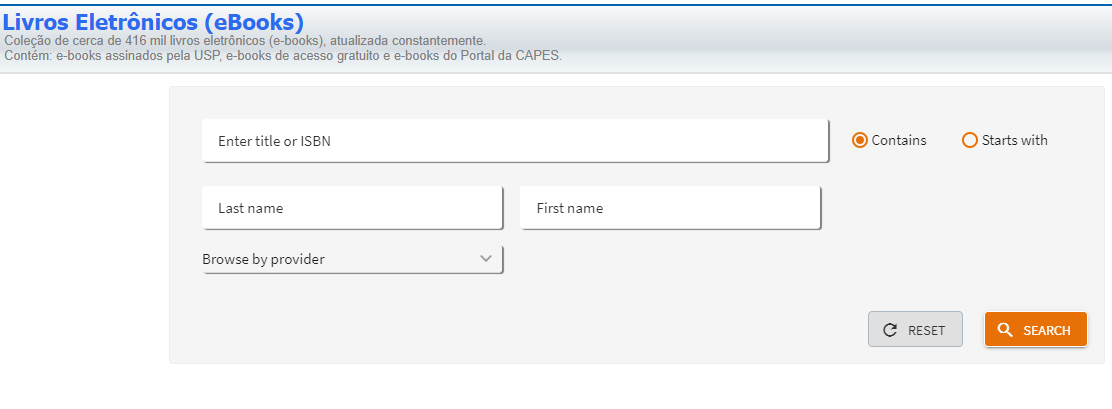 Livros Eletrônicos (eBooks)
Coleção de cerca de 416 mil livros eletrônicos (e-books), atualizada constantemente.
Contém: e-books assinados pela USP, e-books de acesso gratuito e e-books do Portal da CAPES.
Enter title or ISBN
Contains
Starts with
Last name
First name
Browse by provider
RESET
SEARCH